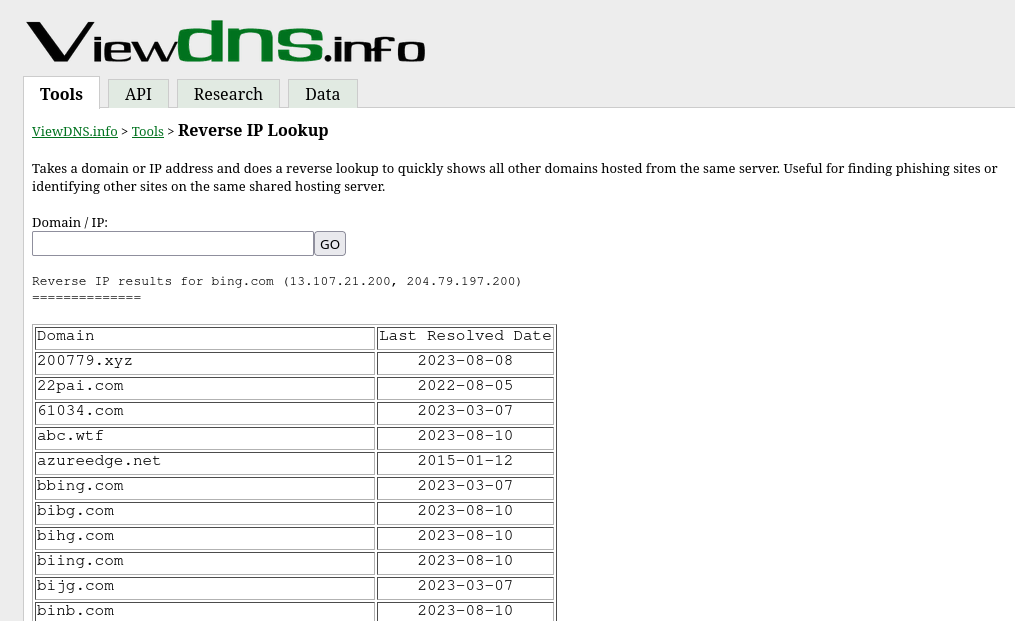 Viewdns.info
Tools API Research Data
ViewDNS.info > Tools > Reverse IP Lookup
Takes a domain or IP address and does a reverse lookup to quickly shows all other domains hosted from the same server. Useful for finding phishing sites or
identifying other sites on the same shared hosting server.
Domain / IP:
GO
Reverse IP results for bing.com (13.107.21.200, 204.79.197.200)
==============
Domain Last Resolved Date
200779.xyz 2023-08-08
22pai.com 2022-08-05
61034.com 2023-03-07
abc.wtf 2023-08-10
azureedge.net 2015-01-12
bbing.com 2023-03-07
bibg.com 2023-08-10
bihg.com 2023-08-10
biing.com 2023-08-10
bijg.com 2023-03-07
binb.com 2023-08-10